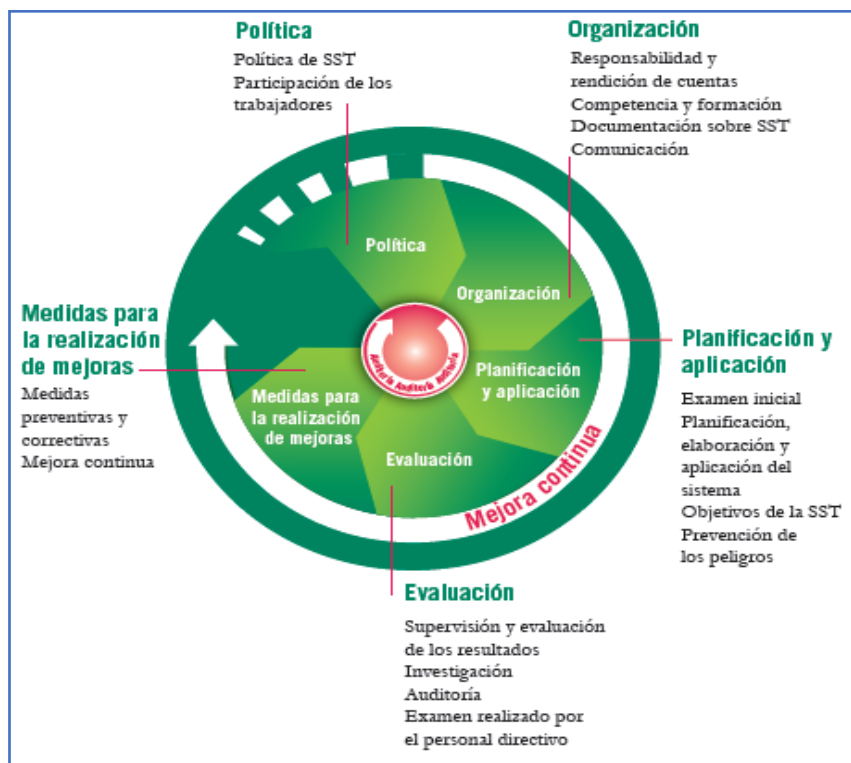 Política
Política de SST
Participación de los
trabajadores
Organización
Responsabilidad y
rendición de cuentas
Competencia y formación
Documentación sobre SST
Comunicación
Política
Organización
Planificación
y aplicación
Evaluación
Medidas para
la realización
de mejoras
Auditoría Auditoría Auditoría
Mejora continua
Medidas para
la realización
de mejoras
Medidas
preventivas y
correctivas
Mejora continua
Planificación y
aplicación
Examen inicial
Planificación,
elaboración y
aplicación del
sistema
Objetivos de la SST
Prevención de
los peligros
Evaluación
Supervisión y evaluación
de los resultados
Investigación
Auditoría
Examen realizado por
el personal directivo